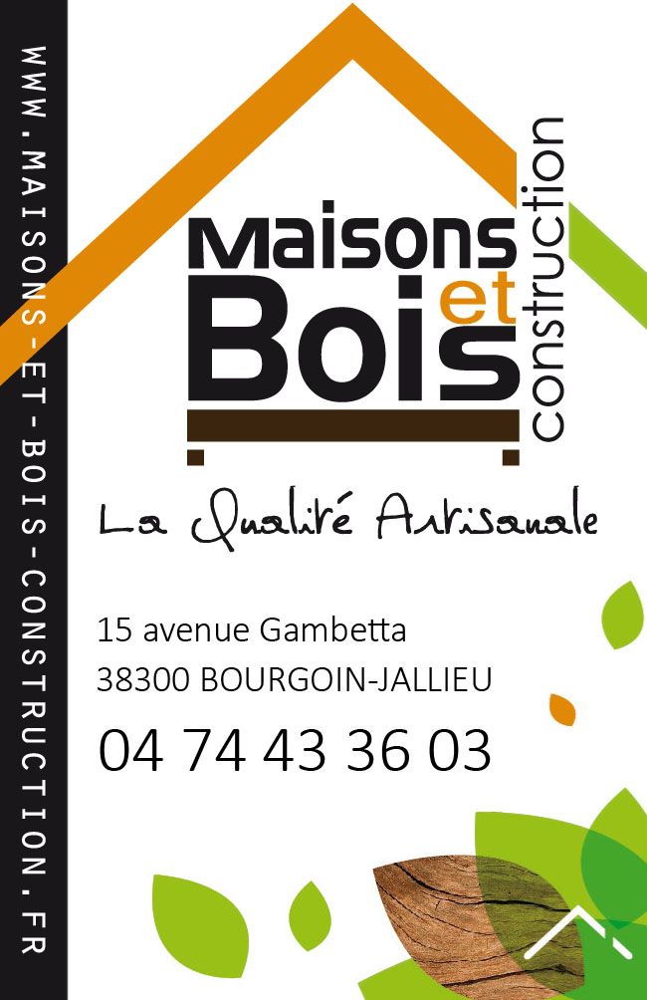 WWW.MAISONS-ET-BOIS-CONSTRUCTION.FR
Maisons
et
Bois
construction
La Qualité Artisanale
15 avenue Gambetta
38300 BOURGOIN-JALLIEU
04 74 43 36 03